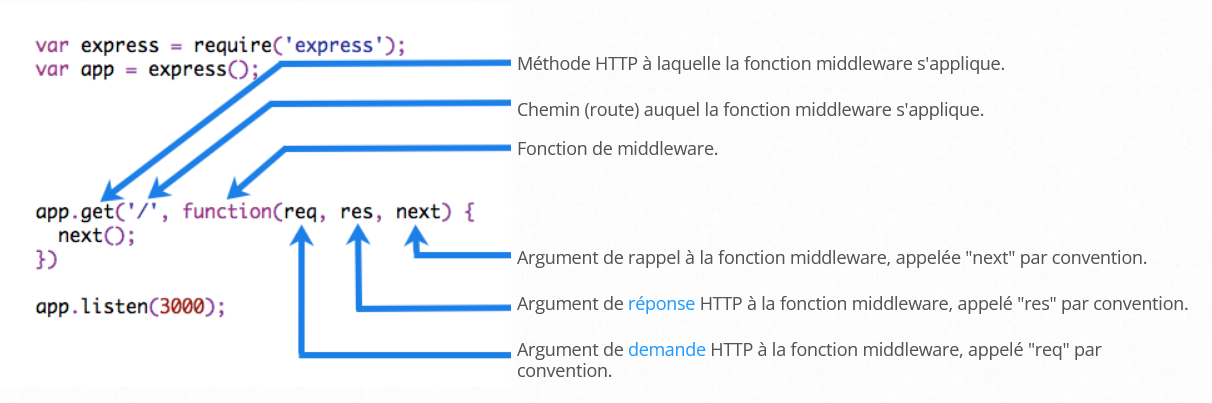 var express = require('express');
var app = express();
Méthode HTTP à laquelle la fonction middleware s'applique.
Chemin (route) auquel la fonction middleware s'applique.
Fonction de middleware.
app.get('/', function(req, res, next) {
next();
})
app.listen(3000);
Argument de rappel à la fonction middleware, appelée "next" par convention.
Argument de réponse HTTP à la fonction middleware, appelé "res" par convention.
Argument de demande HTTP à la fonction middleware, appelé "req" par
convention.